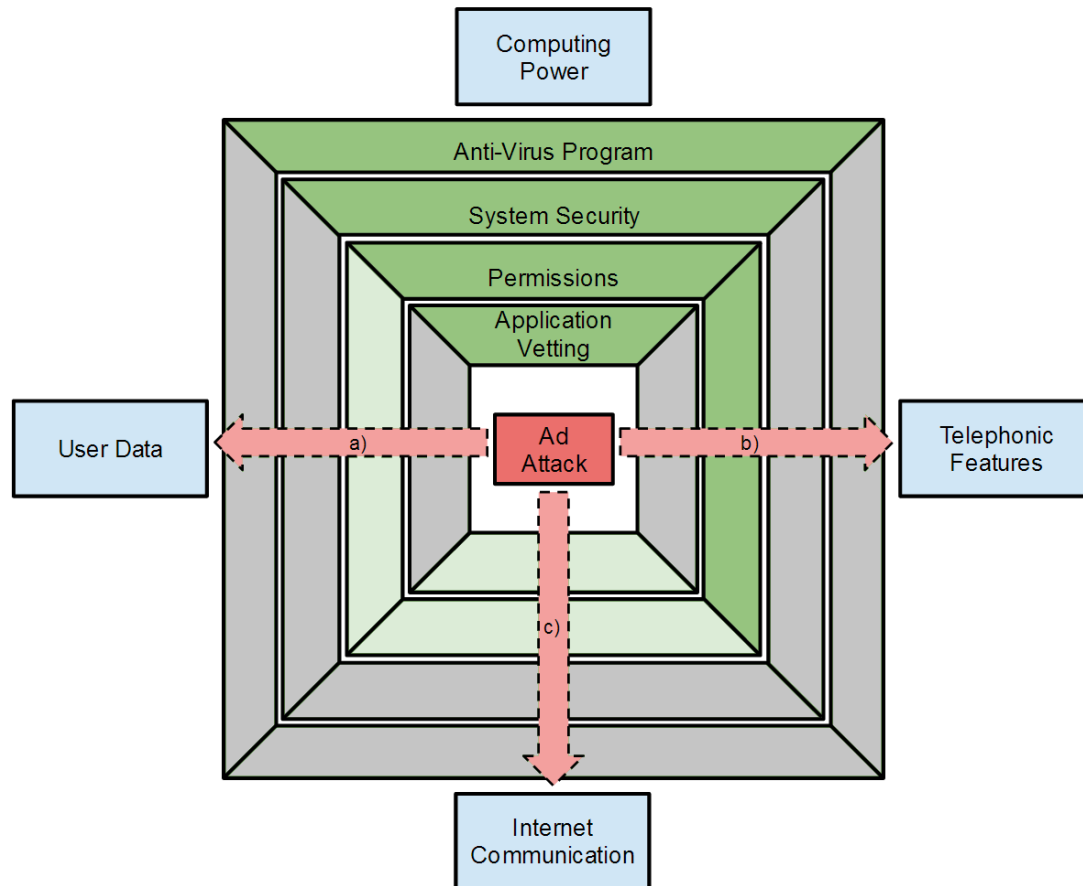 Computing
Power
Anti-Virus Program
System Security
Permissions
Application
Vetting
User Data
a)
Ad
Attack
b)
Telephonic
Features
c)
Internet
Communication